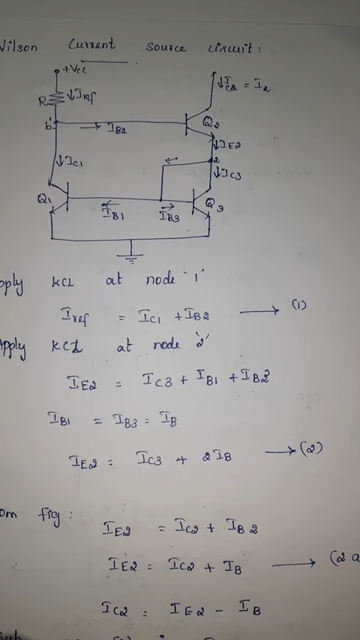 Wilson Current Source Circuit:
+Vcc
R Iref
IC2 = I2
IB2
Q2
IE2
2
IC1
IC3
Q1
IB1
IB3
Q3
Apply KCL at node '1'
Iref = IC1 + IB2 → (1)
Apply KCL at node '2'
IE2 = IC3 + IB1 + IB2
IB1 = IB3 = IB
IE2 = IC3 + 2IB → (2)
From fig:
IE2 = IC2 + IB2
IE2 = IC2 + IB → (2a
IC2 = IE2 - IB